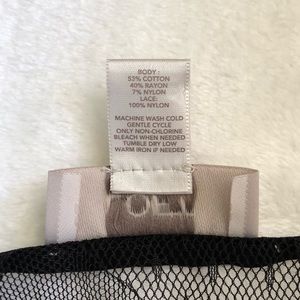 BODY:
53% COTTON
40% RAYON
7% NYLON
LACE:
100% NYLON
MACHINE WASH COLD
GENTLE CYCLE
ONLY NON-CHLORINE
BLEACH WHEN NEEDED
TUMBLE DRY LOW
WARM IRON IF NEEDED